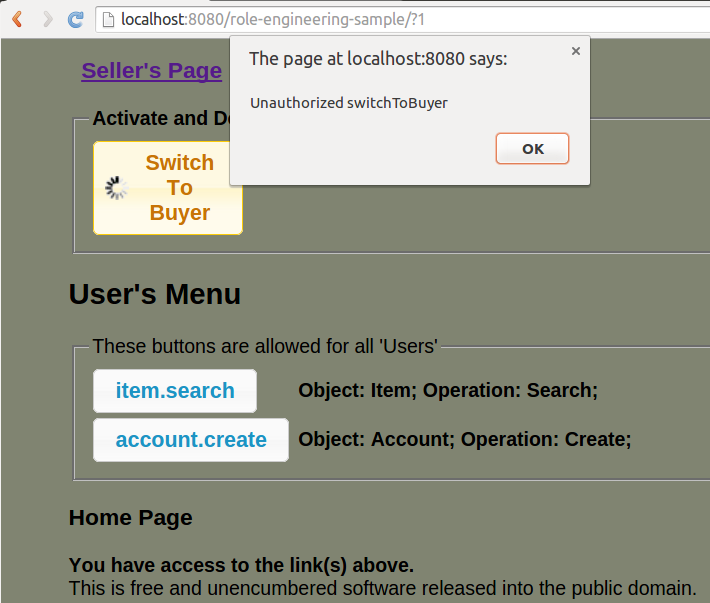 localhost:8080/role-engineering-sample/?1
The page at localhost:8080 says:
Unauthorized switchToBuyer
OK
Seller's Page
Activate and De
Switch
To
Buyer
User's Menu
These buttons are allowed for all 'Users'
item.search Object: Item; Operation: Search;
account.create Object: Account; Operation: Create;
Home Page
You have access to the link(s) above.
This is free and unencumbered software released into the public domain.